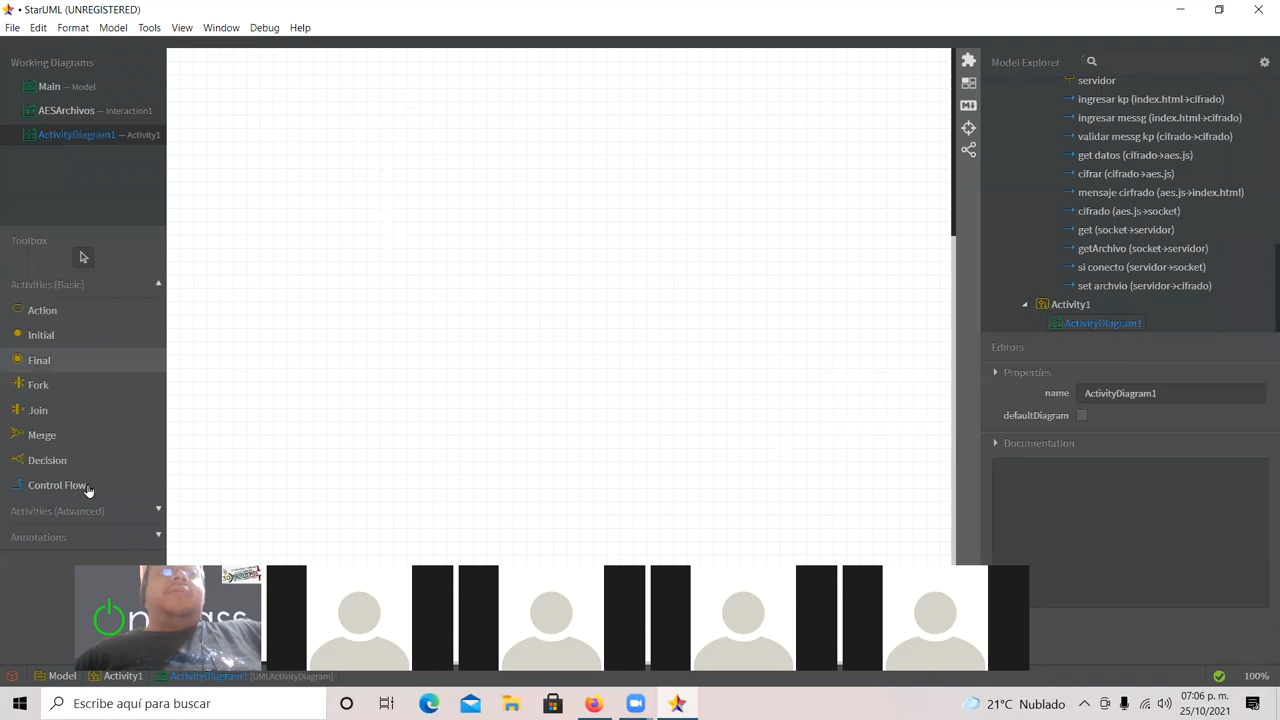 • StarUML (UNREGISTERED)
File Edit Format Model Tools View Window Debug Help
Working Diagrams
Main — Model
AESArchivos — Interaction1
ActivityDiagram1 — Activity1
Toolbox
Activities (Basic)
Action
Initial
Final
Fork
Join
Merge
Decision
Control Flow
Activities (Advanced)
Annotations
Model Explorer
servidor
ingresar kp (index.html→cifrado)
ingresar messg (index.html→cifrado)
validar messg kp (cifrado→cifrado)
get datos (cifrado→aes.js)
cifrar (cifrado→aes.js)
mensaje cirfrado (aes.js→index.html)
cifrado (aes.js→socket)
get (socket→servidor)
getArchivo (socket→servidor)
si conecto (servidor→socket)
set archvio (servidor→cifrado)
Activity1
ActivityDiagram1
Editors
Properties
name ActivityDiagram1
defaultDiagram
Documentation
Model Activity1 ActivityDiagram1 [UMLActivityDiagram]
100%
Escribe aquí para buscar
21°C Nublado
07:06 p. m.
25/10/2021